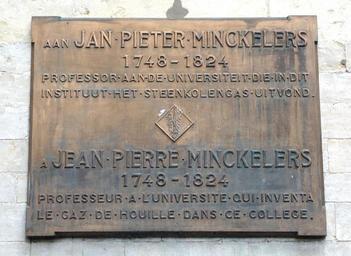 AAN JAN·PIETER·MINCKELERS
1748-1824
PROFESSOR·AAN·DE·UNIVERSITEIT·DIE·IN·DIT
INSTITUUT·HET·STEENKOLENGAS·UITVOND.
A JEAN·PIERRE·MINCKELERS
1748-1824
PROFESSEUR·A·L'UNIVERSITÉ·QUI·INVENTA
LE·GAZ·DE·HOUILLE·DANS·CE·COLLEGE.